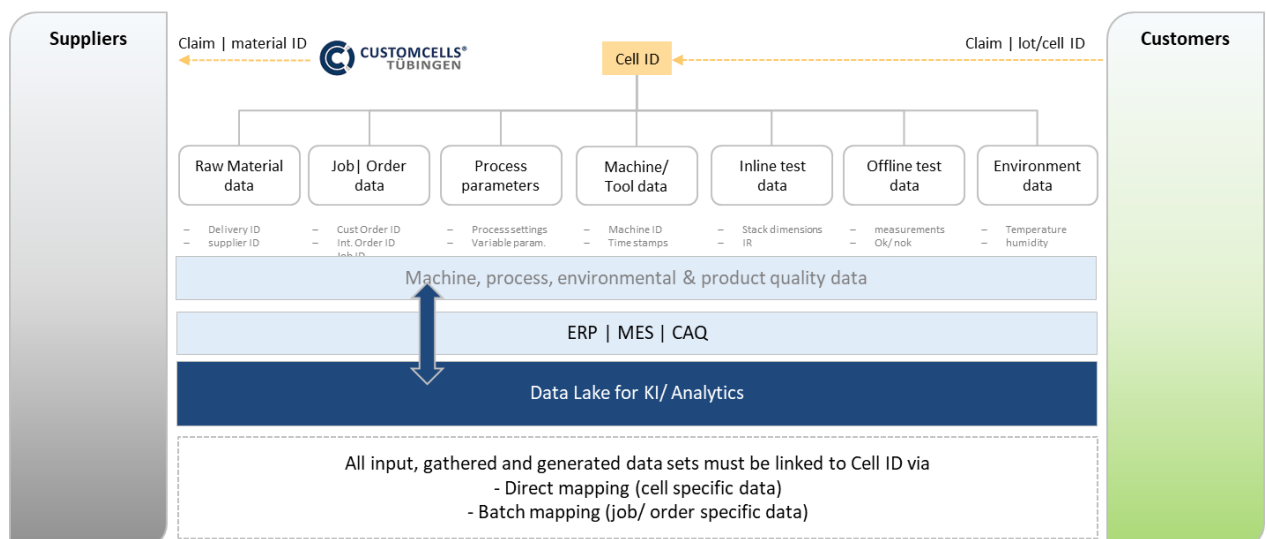 Suppliers
Claim | material ID
CUSTOMCELLS®
TÜBINGEN
Cell ID
Claim | lot/cell ID
Customers
Raw Material
data
Job| Order
data
Process
parameters
Machine/
Tool data
Inline test
data
Offline test
data
Environment
data
– Delivery ID
– supplier ID
– Cust Order ID
– Int. Order ID
Job ID
– Process settings
– Variable param.
– Machine ID
– Time stamps
– Stack dimensions
– IR
– measurements
– Ok/ nok
– Temperature
– humidity
Machine, process, environmental & product quality data
ERP | MES | CAQ
Data Lake for KI/ Analytics
All input, gathered and generated data sets must be linked to Cell ID via
- Direct mapping (cell specific data)
- Batch mapping (job/ order specific data)